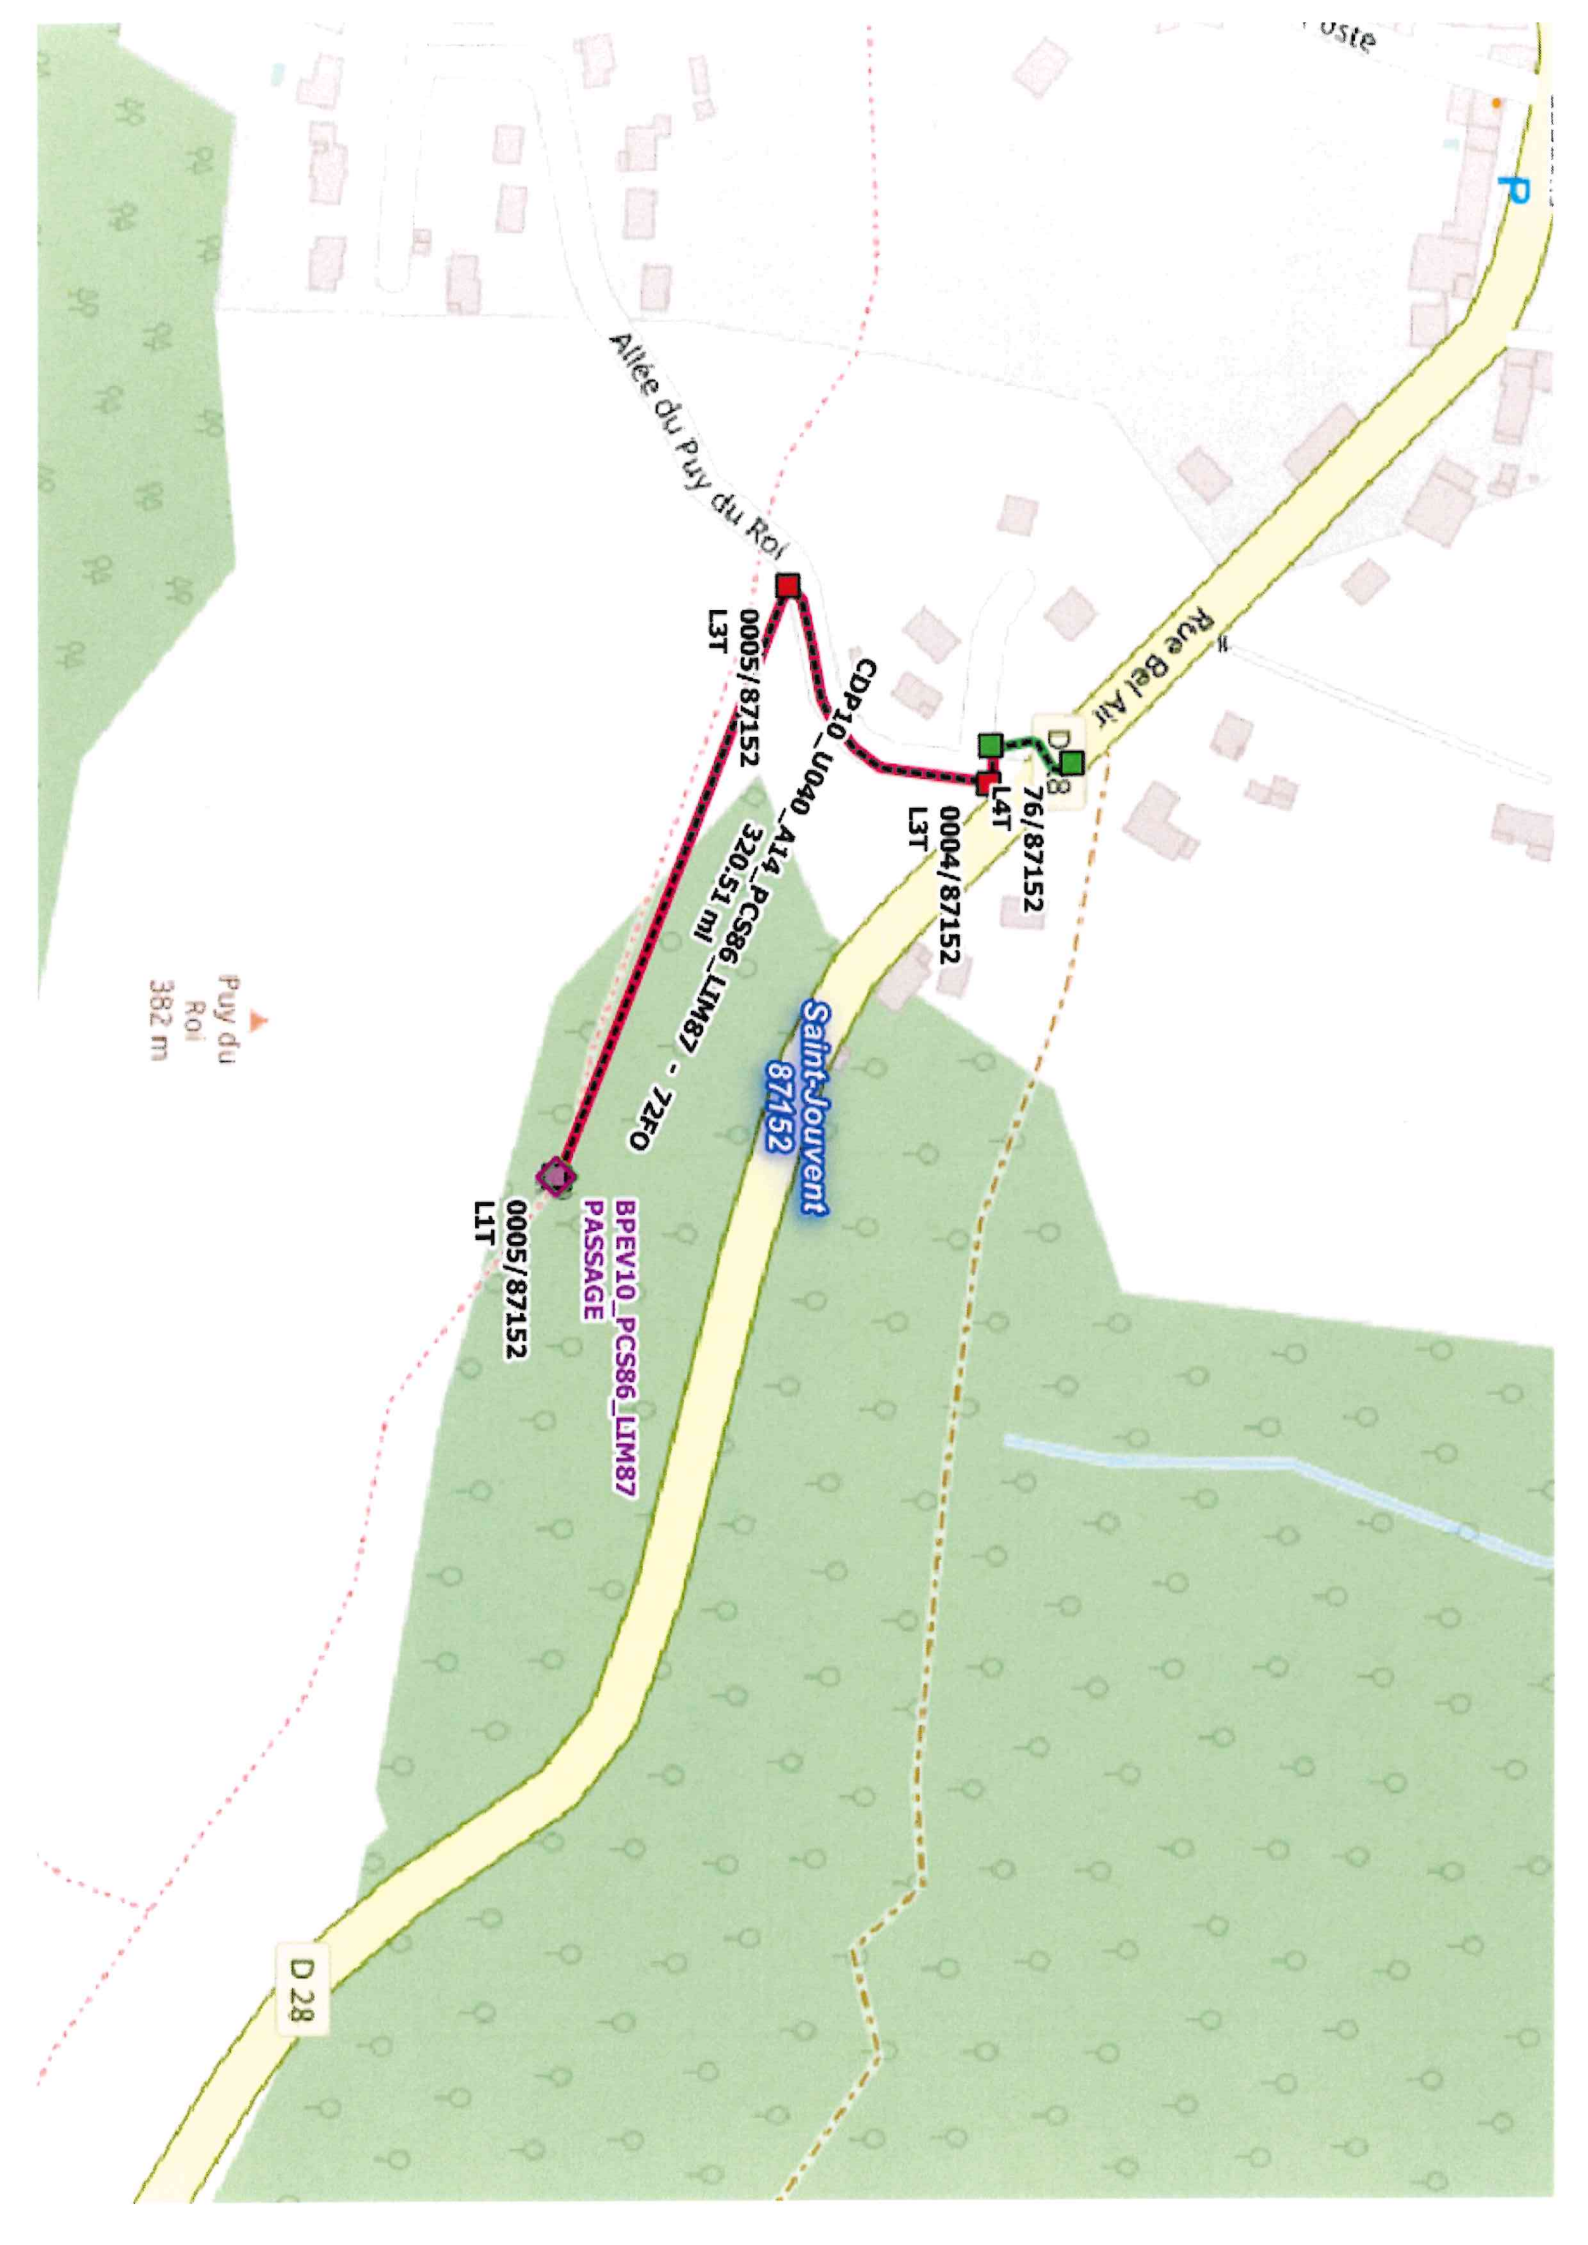 P
Rue Bel Air
D 28
76/87152
L4T
0004/87152
L3T
Allée du Puy du Roi
0005/87152
L3T
CDP10_U040_A14_PCS86_LIM87 - 72FO
320.51 ml
Saint-Jouvent
87152
BPEV10_PCS86_LIM87
PASSAGE
0005/87152
L1T
Puy du
Roi
382 m
D 28